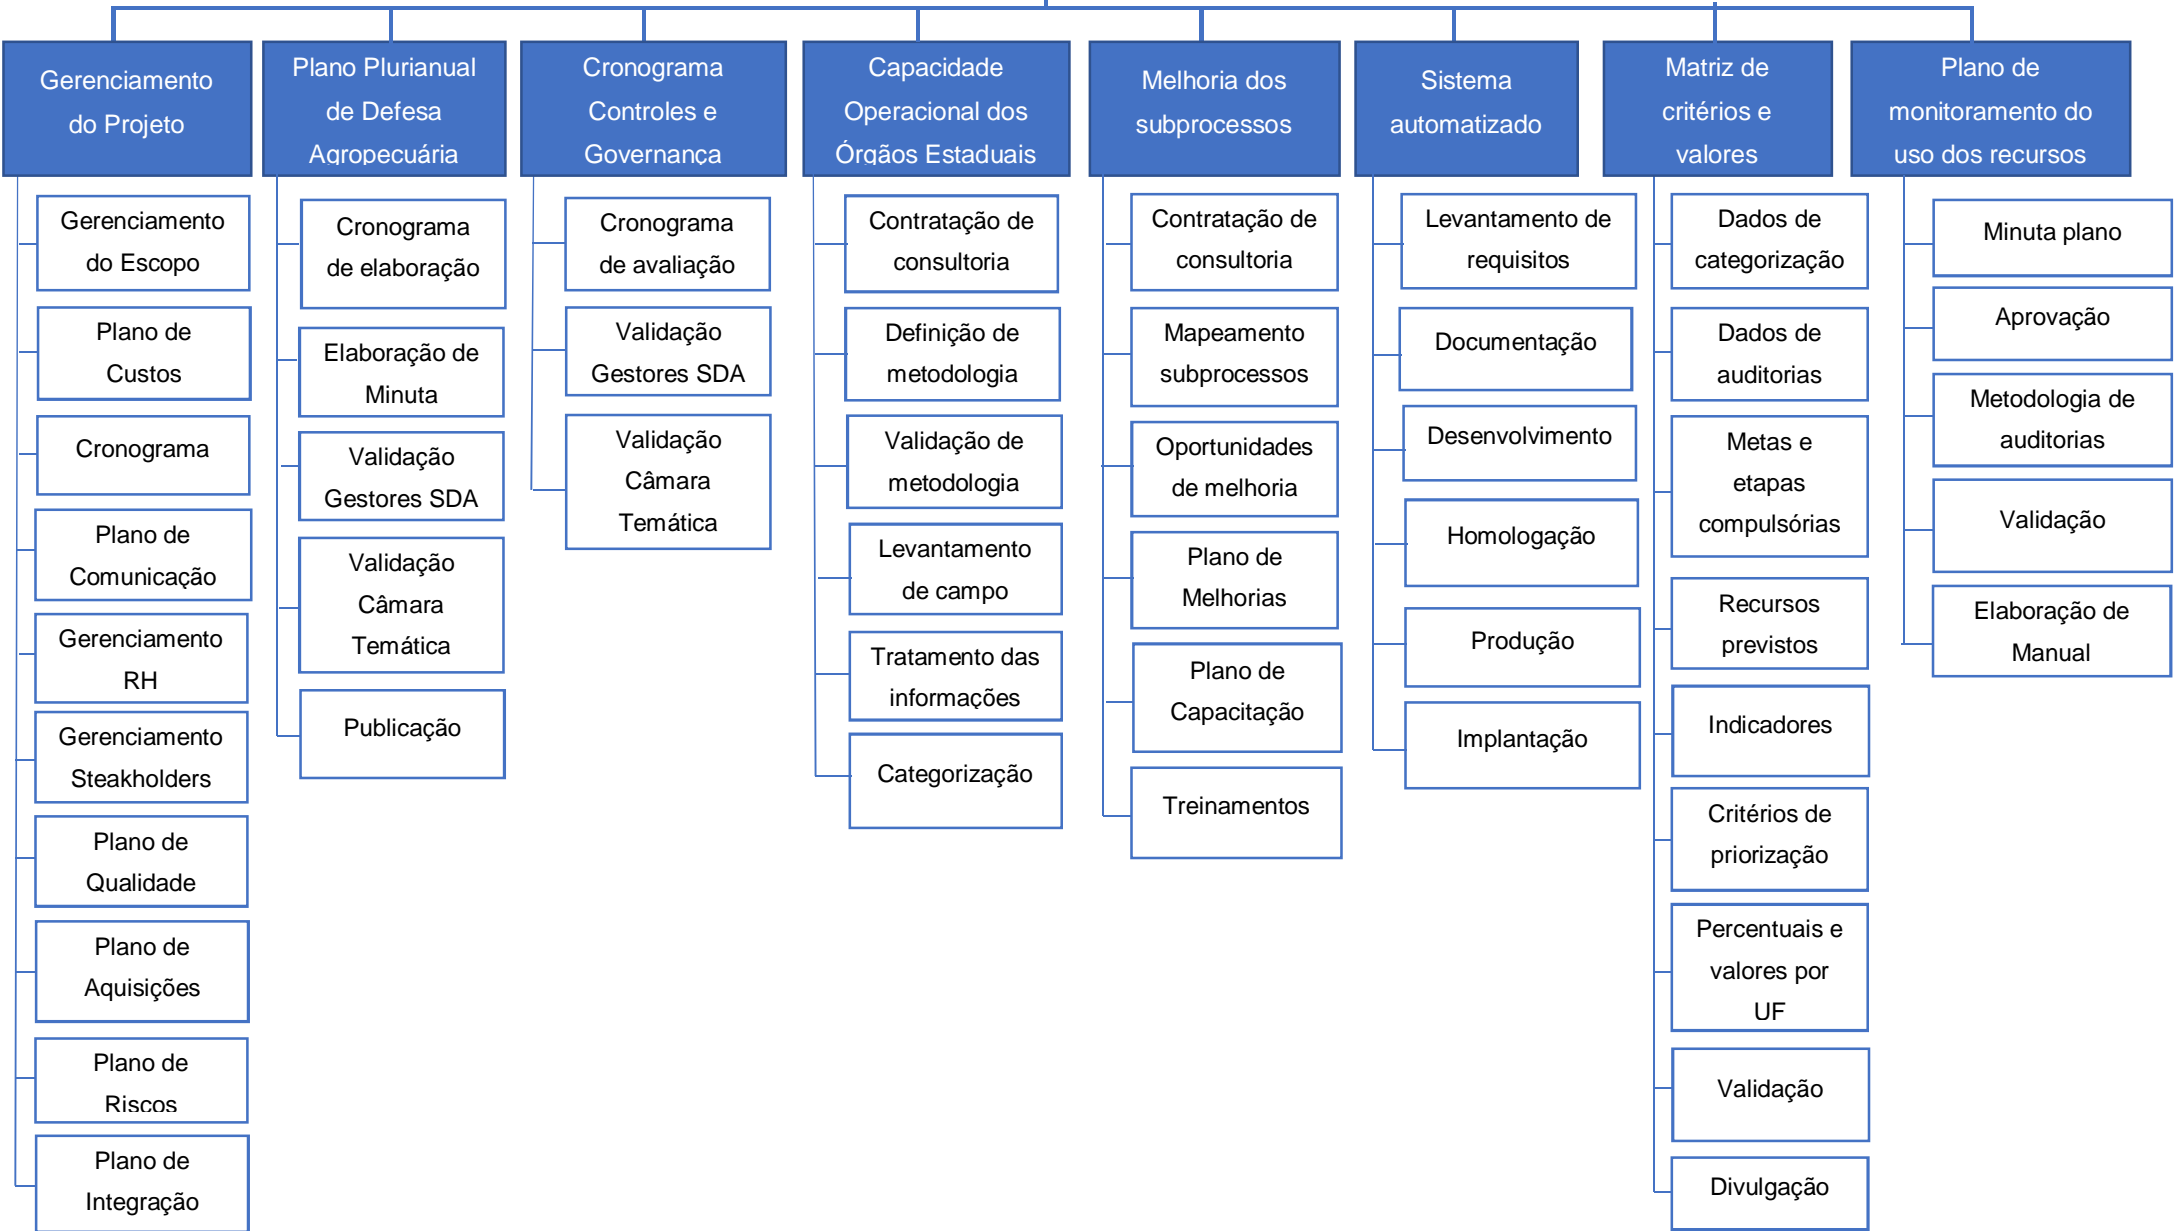 Gerenciamento
do Projeto
Plano Plurianual
de Defesa
Agropecuária
Cronograma
Controles e
Governança
Capacidade
Operacional dos
Órgãos Estaduais
Melhoria dos
subprocessos
Sistema
automatizado
Matriz de
critérios e
valores
Plano de
monitoramento do
uso dos recursos
Gerenciamento
do Escopo
Plano de
Custos
Cronograma
Plano de
Comunicação
Gerenciamento
RH
Gerenciamento
Steakholders
Plano de
Qualidade
Plano de
Aquisições
Plano de
Riscos
Plano de
Integração
Cronograma
de elaboração
Elaboração de
Minuta
Validação
Gestores SDA
Validação
Câmara
Temática
Publicação
Cronograma
de avaliação
Validação
Gestores SDA
Validação
Câmara
Temática
Contratação de
consultoria
Definição de
metodologia
Validação de
metodologia
Levantamento
de campo
Tratamento das
informações
Categorização
Contratação de
consultoria
Mapeamento
subprocessos
Oportunidades
de melhoria
Plano de
Melhorias
Plano de
Capacitação
Treinamentos
Levantamento de
requisitos
Documentação
Desenvolvimento
Homologação
Produção
Implantação
Dados de
categorização
Dados de
auditorias
Metas e
etapas
compulsórias
Recursos
previstos
Indicadores
Critérios de
priorização
Percentuais e
valores por
UF
Validação
Divulgação
Minuta plano
Aprovação
Metodologia de
auditorias
Validação
Elaboração de
Manual